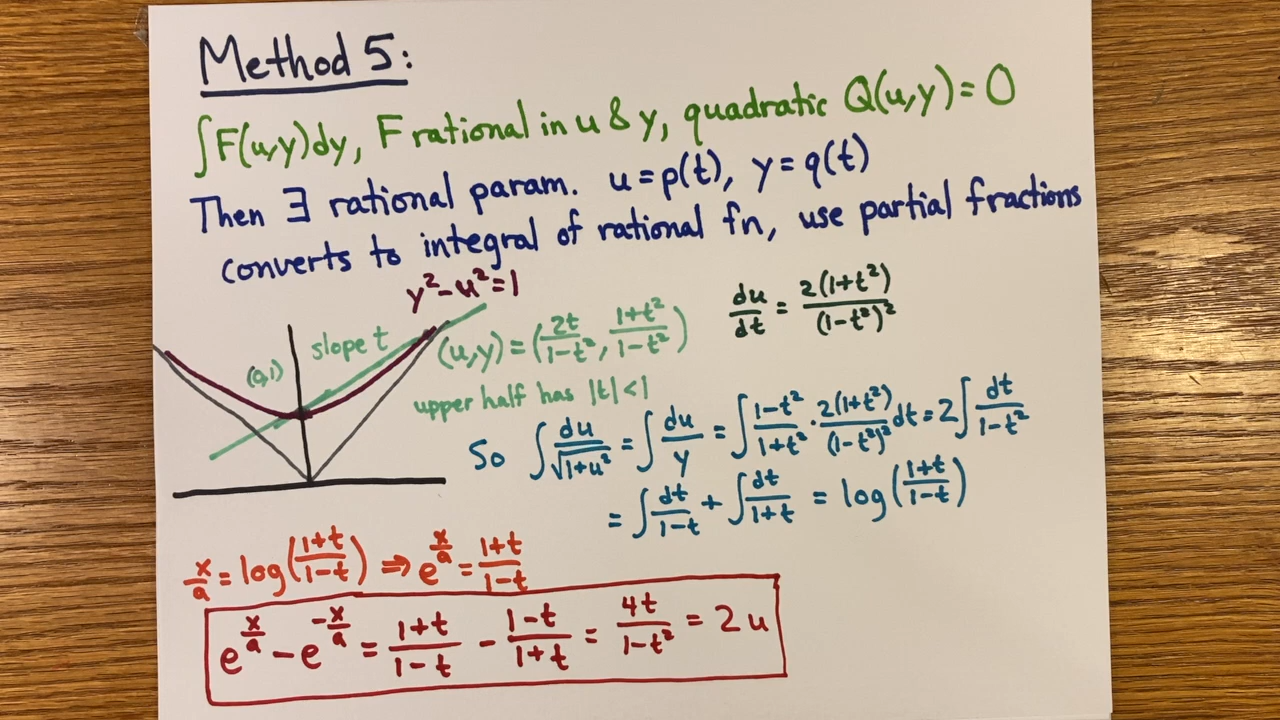 Method 5:
∫F(u,y)dy, F rational in u & y, quadratic Q(u,y)=0
Then ∃ rational param. u=p(t), y=q(t)
converts to integral of rational fn, use partial fractions
y²-u²=1
du/dt = 2(1+t²)/(1-t²)²
slope t
(0,1)
(u,y)=(2t/(1-t²), (1+t²)/(1-t²))
upper half has |t|<1
So ∫ du/√(1+u²) = ∫ du/y = ∫ (1-t²)/(1+t²) · 2(1+t²)/(1-t²)² dt = 2∫ dt/(1-t²)
= ∫ dt/(1-t) + ∫ dt/(1+t) = log((1+t)/(1-t))
x/a = log((1+t)/(1-t)) ⇒ e^(x/a) = (1+t)/(1-t)
e^(x/a) - e^(-x/a) = (1+t)/(1-t) - (1-t)/(1+t) = 4t/(1-t²) = 2u